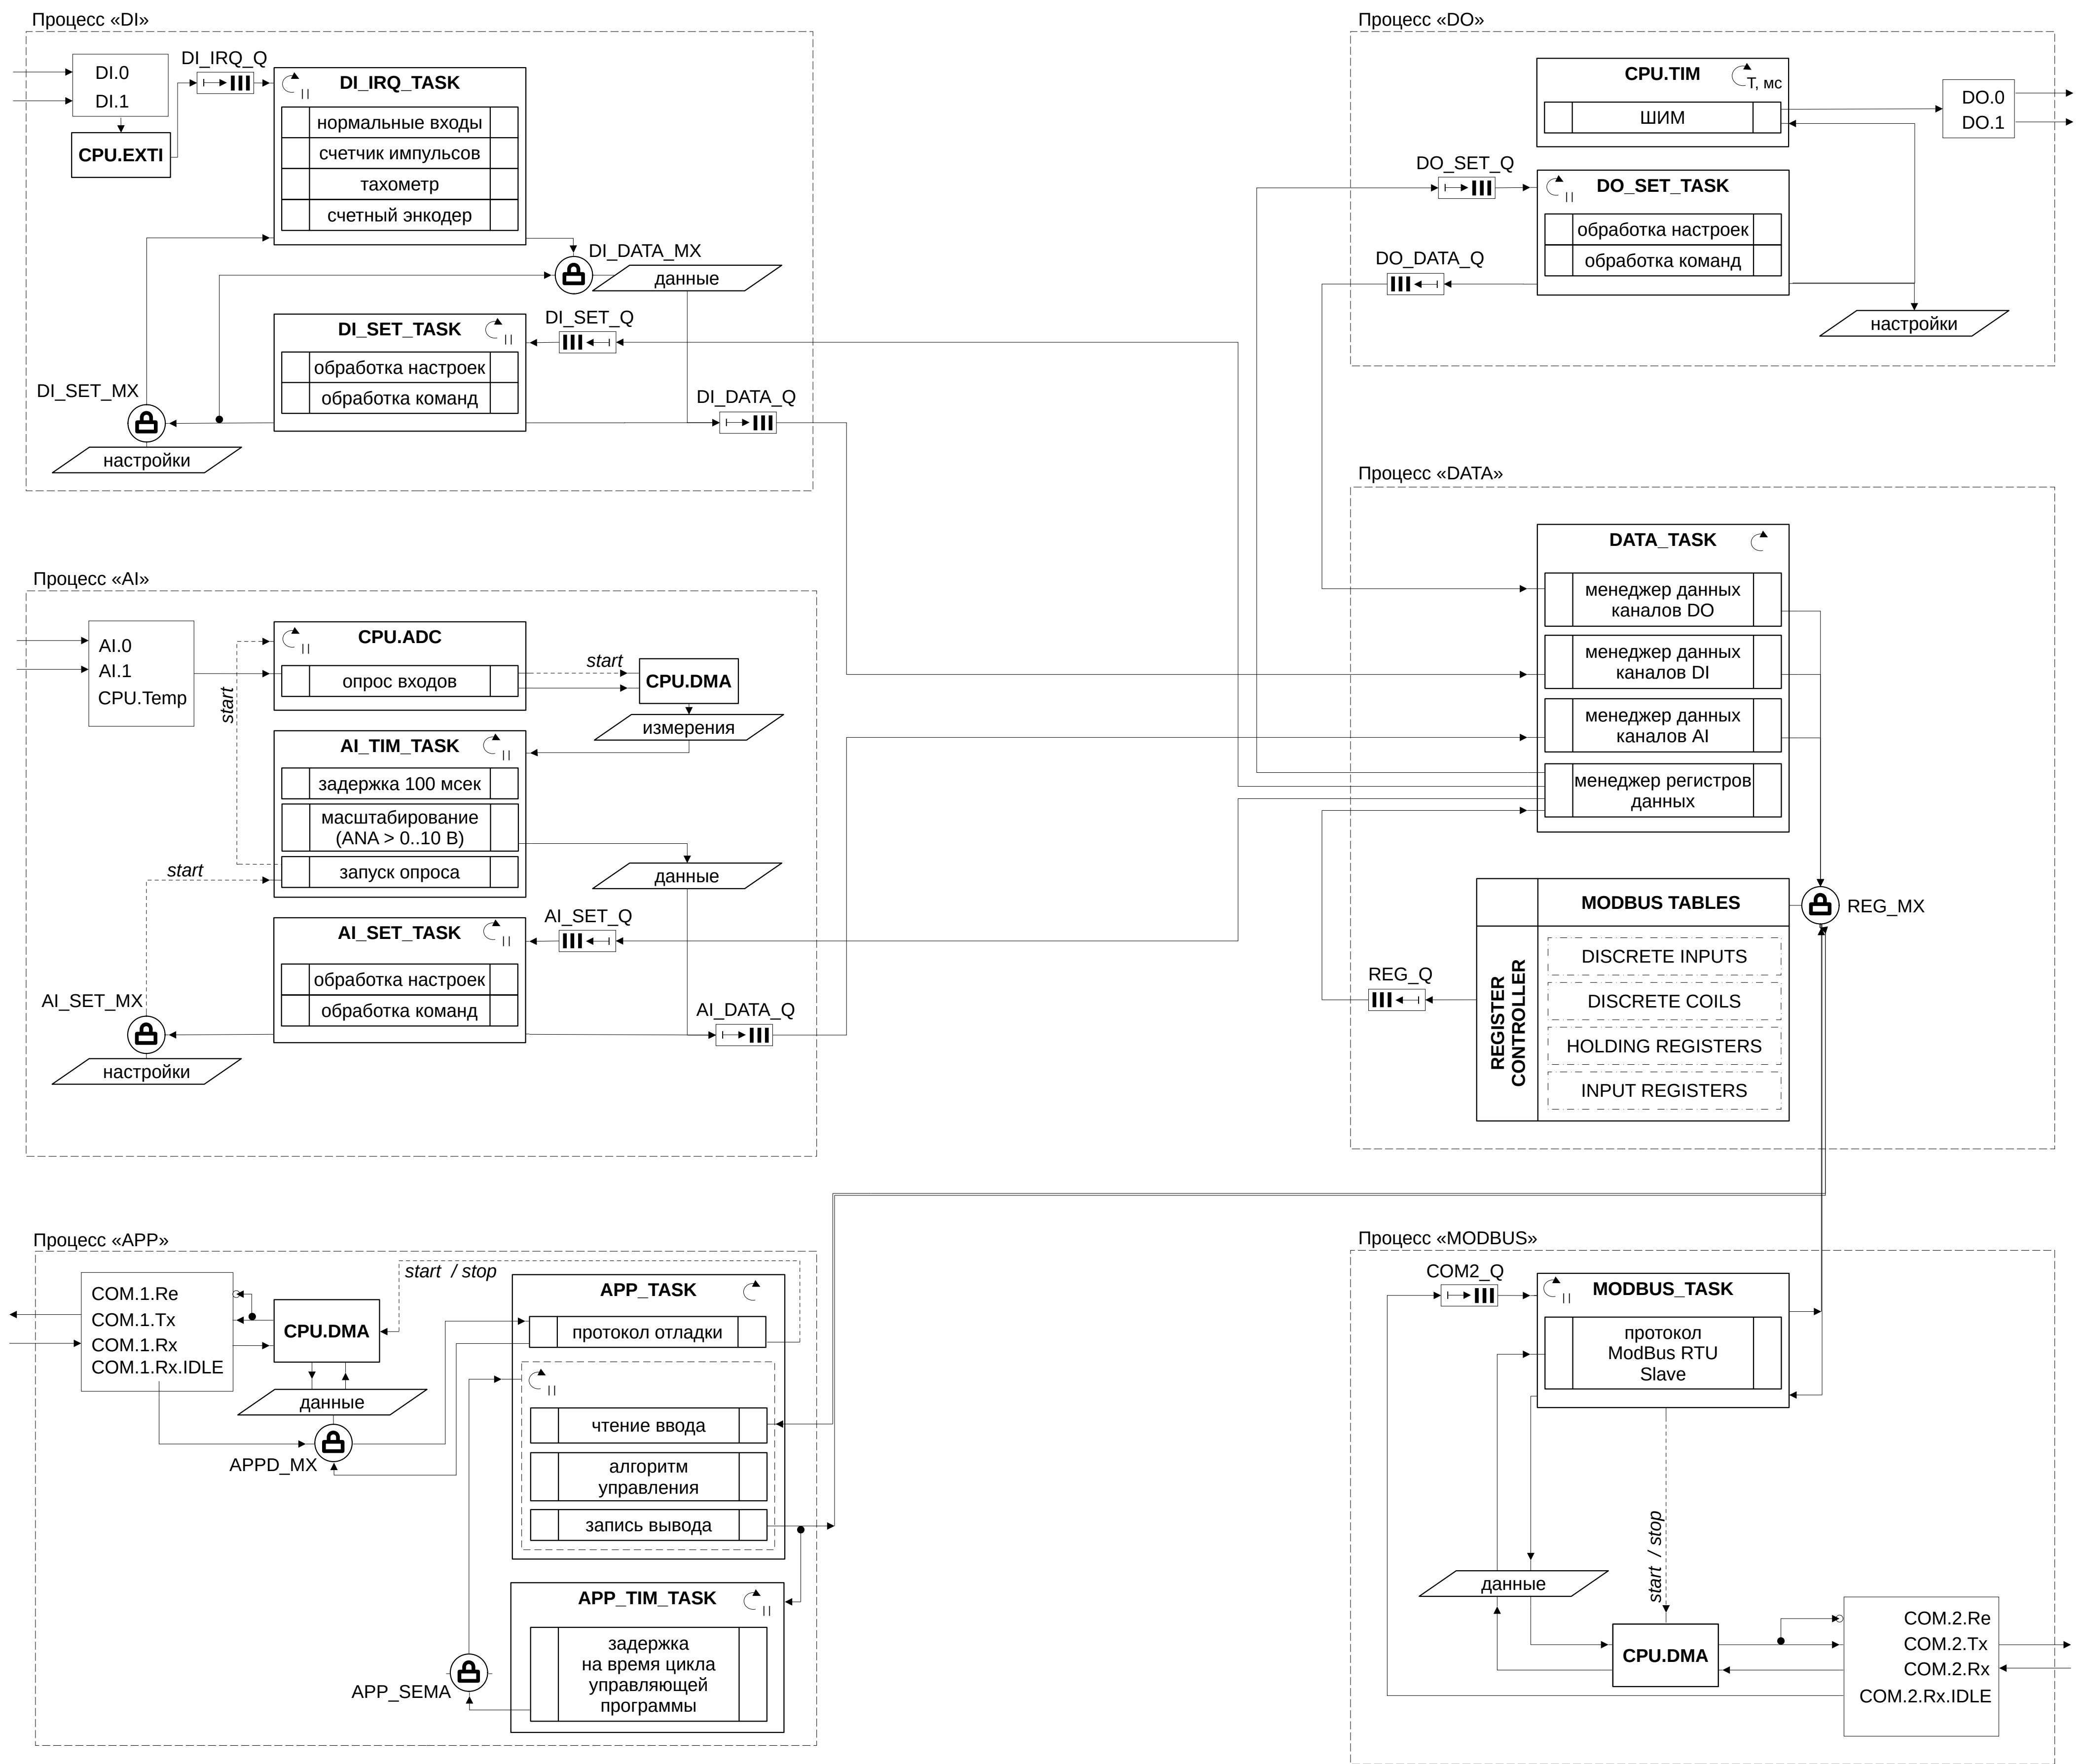 Процесс «DI»
DI.0
DI.1
CPU.EXTI
DI_IRQ_Q
DI_IRQ_TASK
нормальные входы
счетчик импульсов
тахометр
счетный энкодер
DI_DATA_MX
данные
DI_SET_TASK
обработка настроек
обработка команд
DI_SET_Q
DI_SET_MX
настройки
DI_DATA_Q
Процесс «DO»
CPU.TIM
T, мс
ШИМ
DO.0
DO.1
DO_SET_Q
DO_SET_TASK
обработка настроек
обработка команд
DO_DATA_Q
настройки
Процесс «AI»
AI.0
AI.1
CPU.Temp
start
CPU.ADC
опрос входов
start
CPU.DMA
измерения
AI_TIM_TASK
задержка 100 мсек
масштабирование
(ANA > 0..10 В)
запуск опроса
start
данные
AI_SET_TASK
обработка настроек
обработка команд
AI_SET_Q
AI_SET_MX
настройки
AI_DATA_Q
Процесс «DATA»
DATA_TASK
менеджер данных
каналов DO
менеджер данных
каналов DI
менеджер данных
каналов AI
менеджер регистров
данных
MODBUS TABLES
REG_MX
REGISTER
CONTROLLER
DISCRETE INPUTS
DISCRETE COILS
HOLDING REGISTERS
INPUT REGISTERS
REG_Q
Процесс «APP»
COM.1.Re
COM.1.Tx
COM.1.Rx
COM.1.Rx.IDLE
CPU.DMA
start / stop
данные
APPD_MX
APP_TASK
протокол отладки
чтение ввода
алгоритм
управления
запись вывода
APP_TIM_TASK
задержка
на время цикла
управляющей
программы
APP_SEMA
Процесс «MODBUS»
COM2_Q
MODBUS_TASK
протокол
ModBus RTU
Slave
start / stop
данные
CPU.DMA
COM.2.Re
COM.2.Tx
COM.2.Rx
COM.2.Rx.IDLE